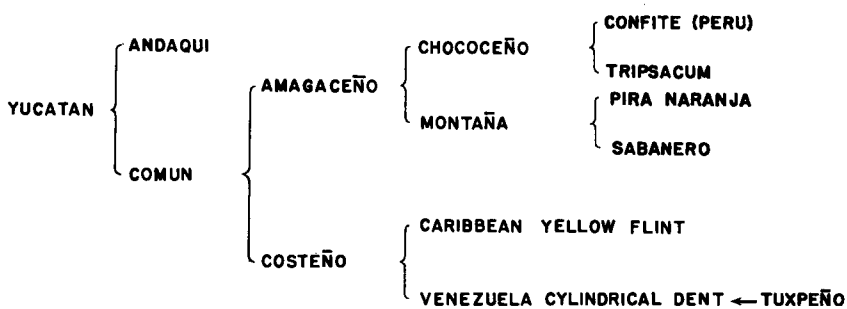 CONFITE (PERU)
ANDAQUI
CHOCOCEÑO
TRIPSACUM
AMAGACEÑO
PIRA NARANJA
YUCATAN
MONTAÑA
SABANERO
COMUN
CARIBBEAN YELLOW FLINT
COSTEÑO
VENEZUELA CYLINDRICAL DENT ← TUXPEÑO